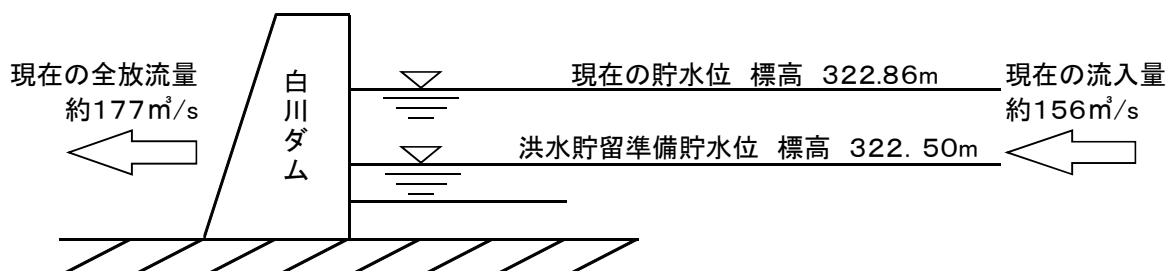 現在の全放流量
約177㎥/s
白川ダム
現在の貯水位 標高 322.86m
洪水貯留準備貯水位 標高 322.50m
現在の流入量
約156㎥/s